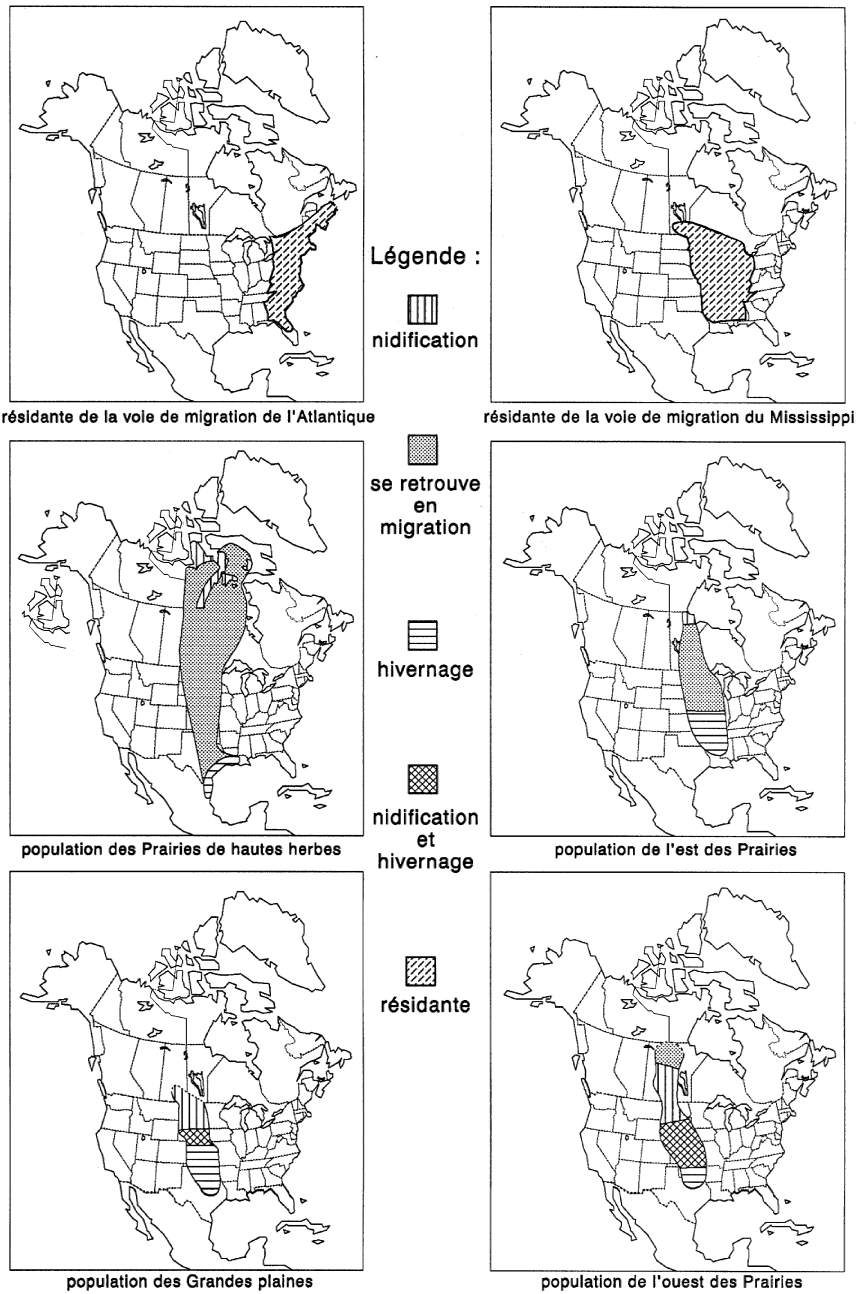 résidante de la voie de migration de l'Atlantique
résidante de la voie de migration du Mississippi
Légende :
nidification
se retrouve
en
migration
hivernage
nidification
et
hivernage
résidante
population des Prairies de hautes herbes
population de l'est des Prairies
population des Grandes plaines
population de l'ouest des Prairies